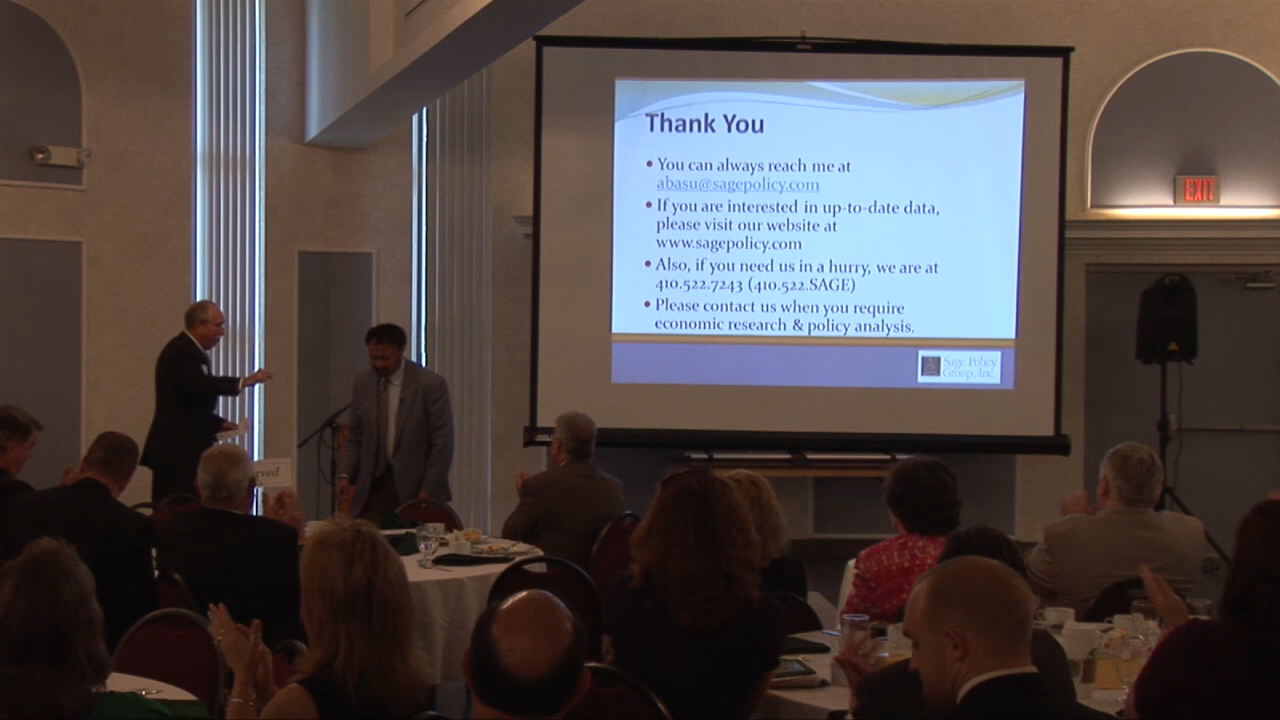 Thank You
• You can always reach me at
abasu@sagepolicy.com
• If you are interested in up-to-date data,
please visit our website at
www.sagepolicy.com
• Also, if you need us in a hurry, we are at
410.522.7243 (410.522.SAGE)
• Please contact us when you require
economic research & policy analysis.
Sage Policy
Group, Inc.
EXIT